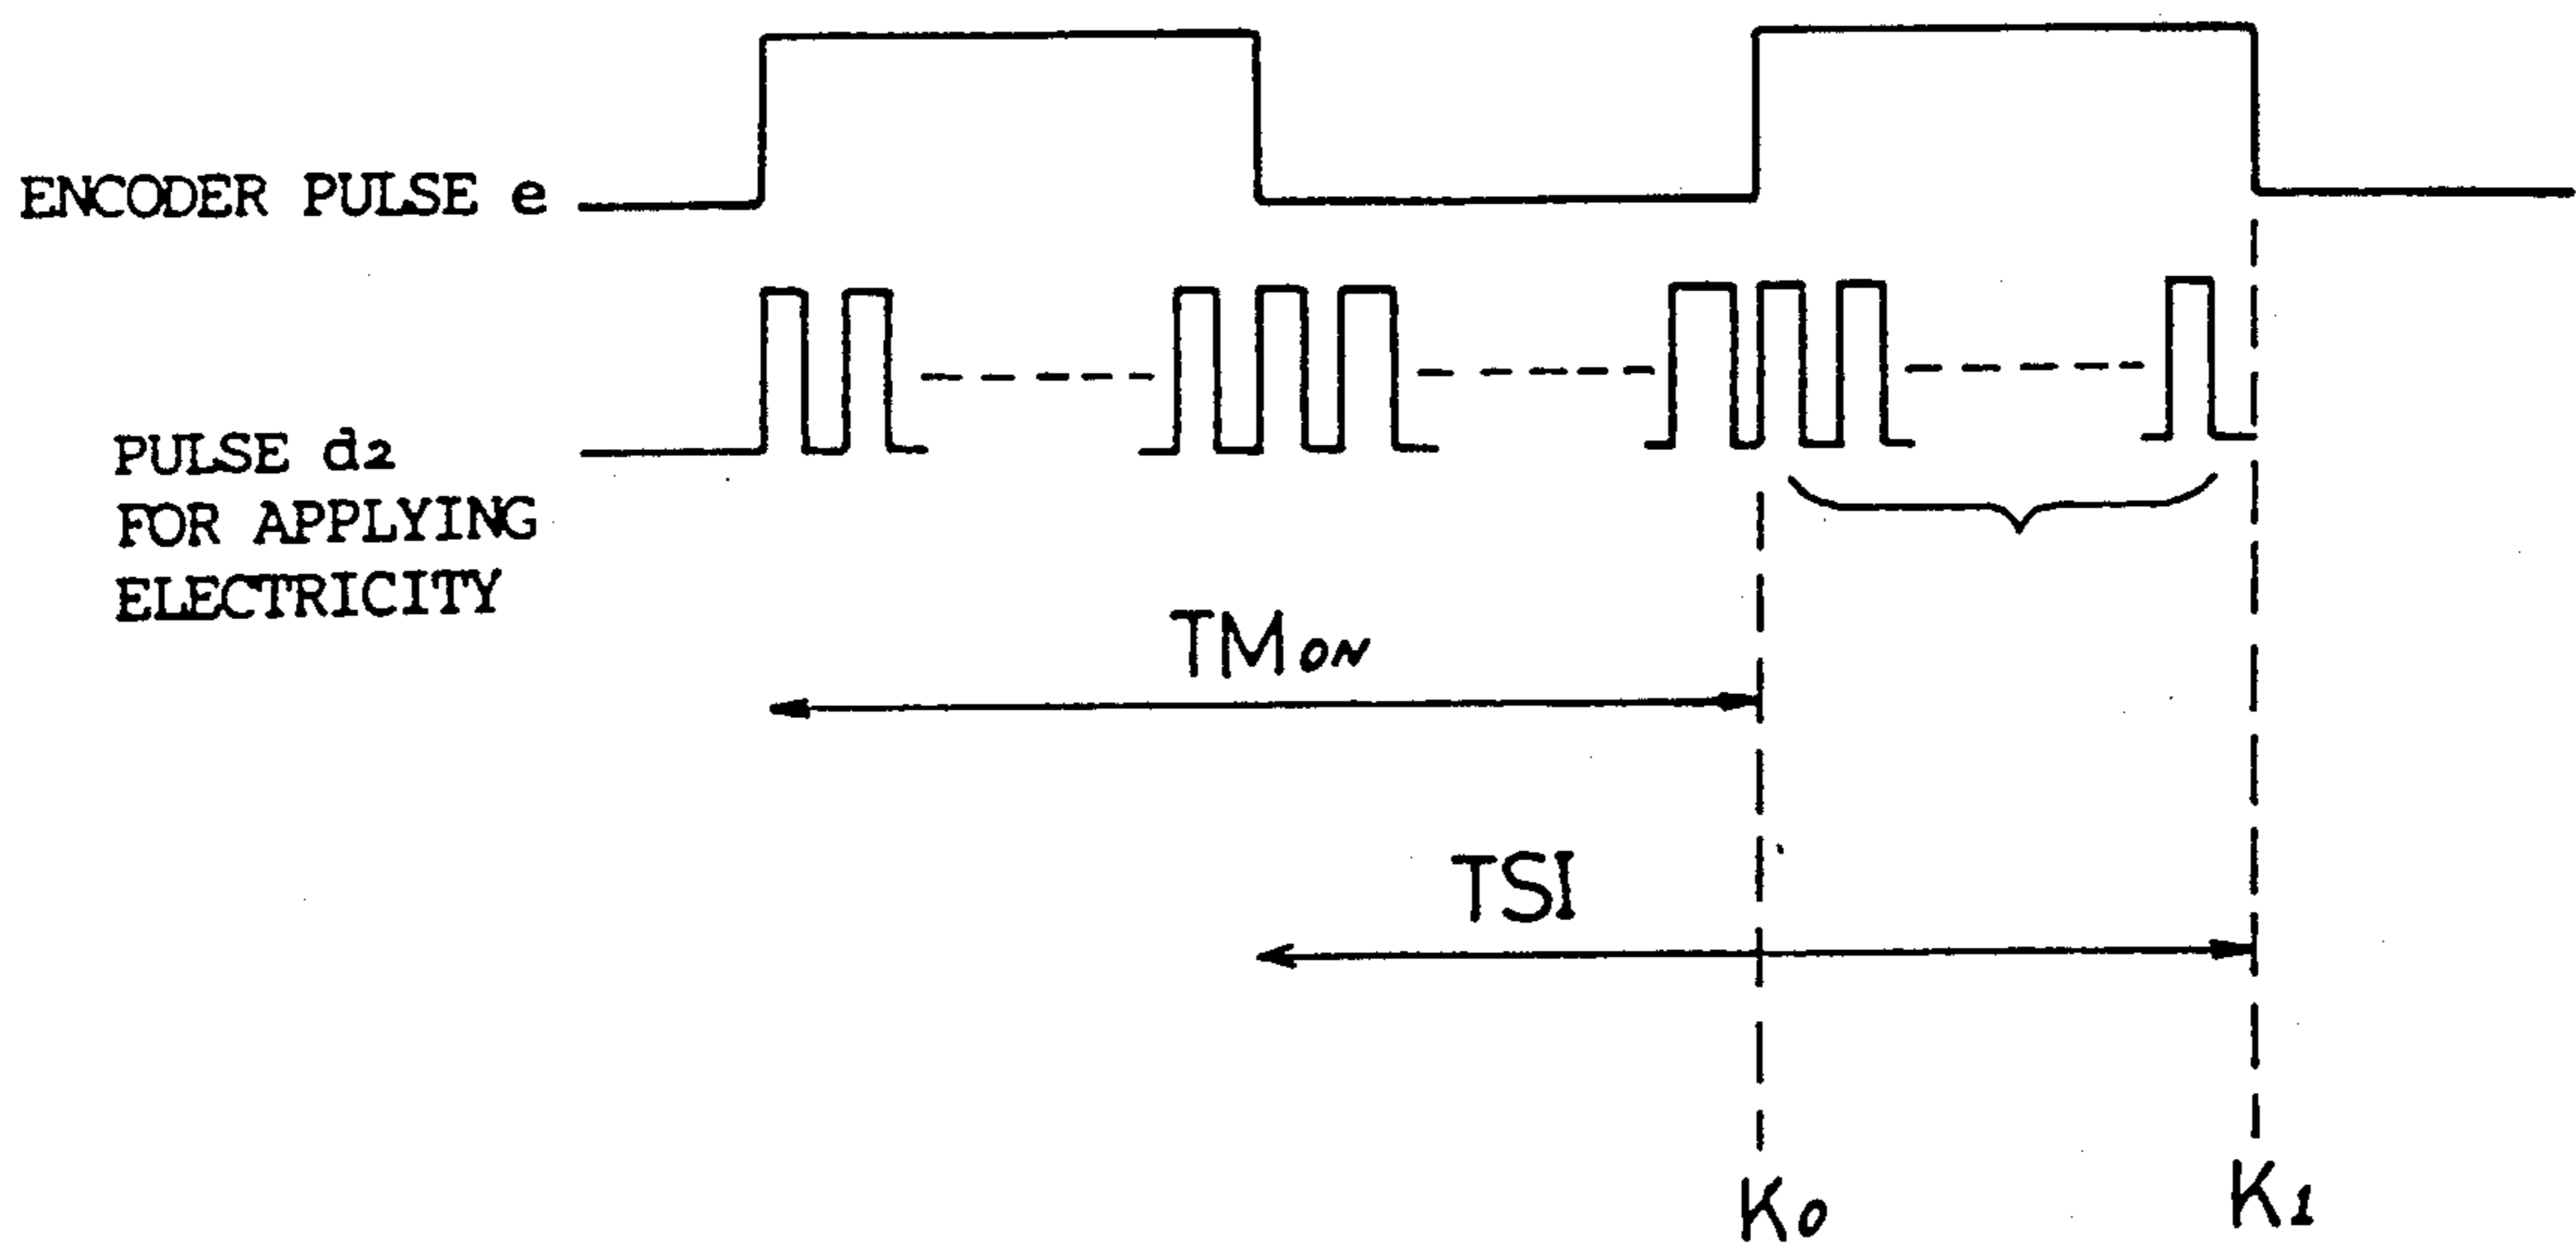 ENCODER PULSE e
PULSE d2
FOR APPLYING
ELECTRICITY
TMON
TSI
K0
K1